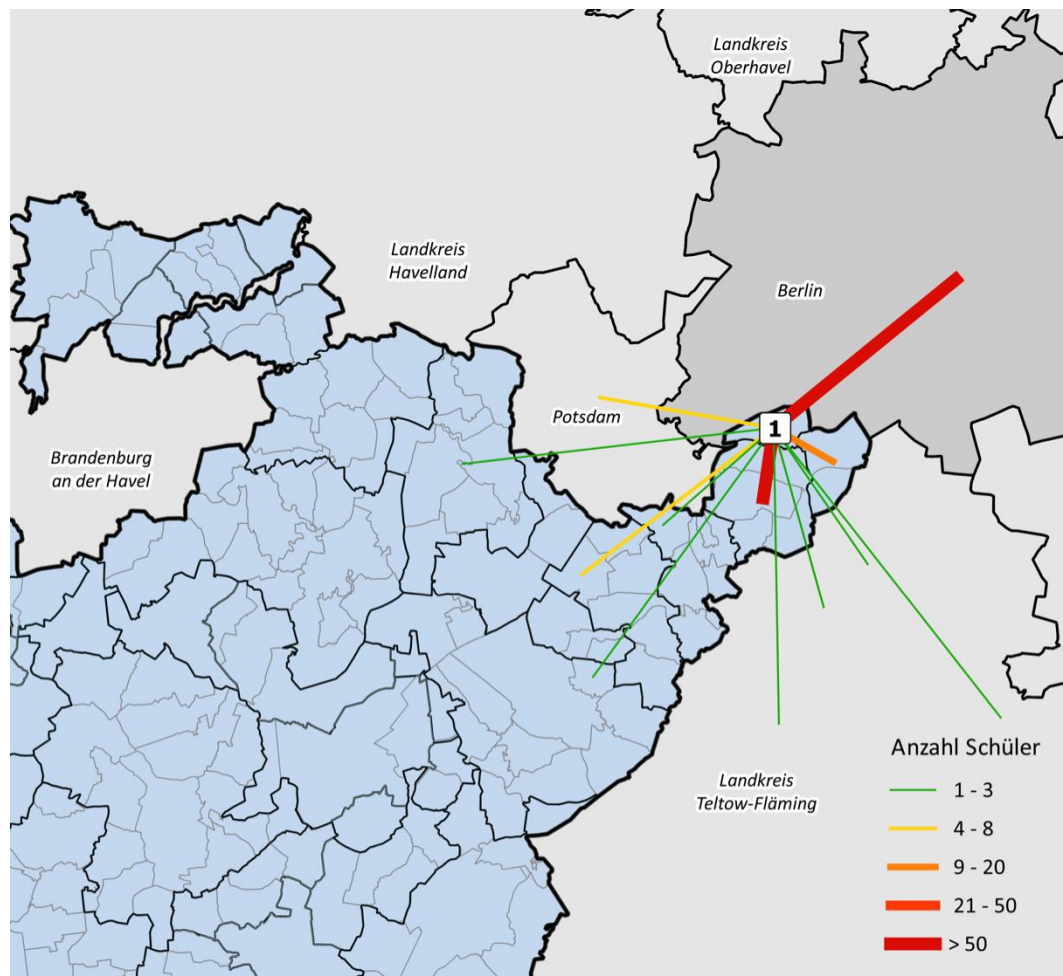 Landkreis
Oberhavel
Landkreis
Havelland
Berlin
Potsdam
1
Brandenburg
an der Havel
Landkreis
Teltow-Fläming
Anzahl Schüler
1 - 3
4 - 8
9 - 20
21 - 50
> 50